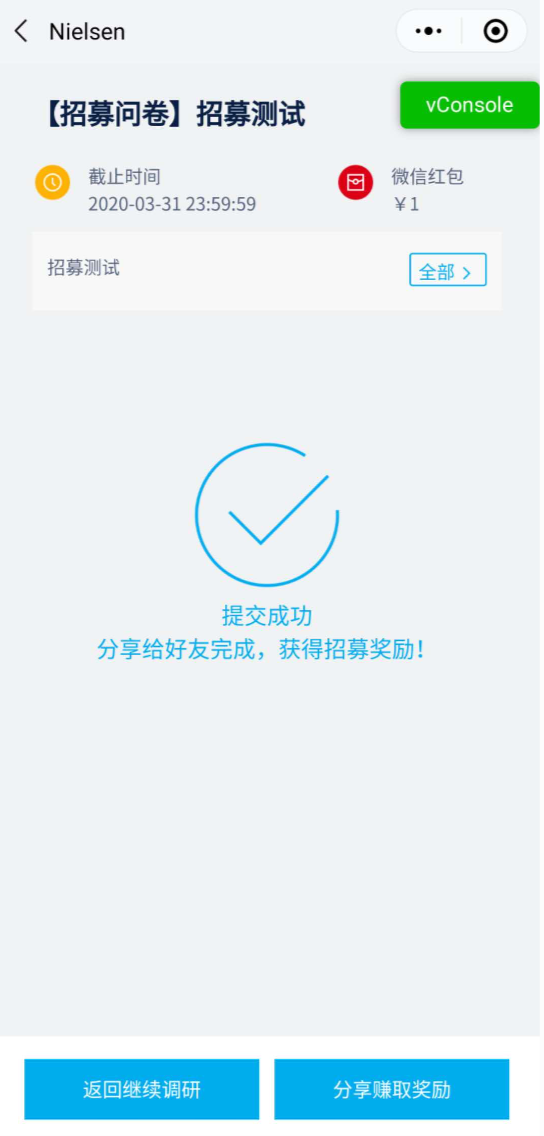 Nielsen
【招募问卷】招募测试
vConsole
截止时间
2020-03-31 23:59:59
微信红包
￥1
招募测试
全部
提交成功
分享给好友完成，获得招募奖励！
返回继续调研
分享赚取奖励